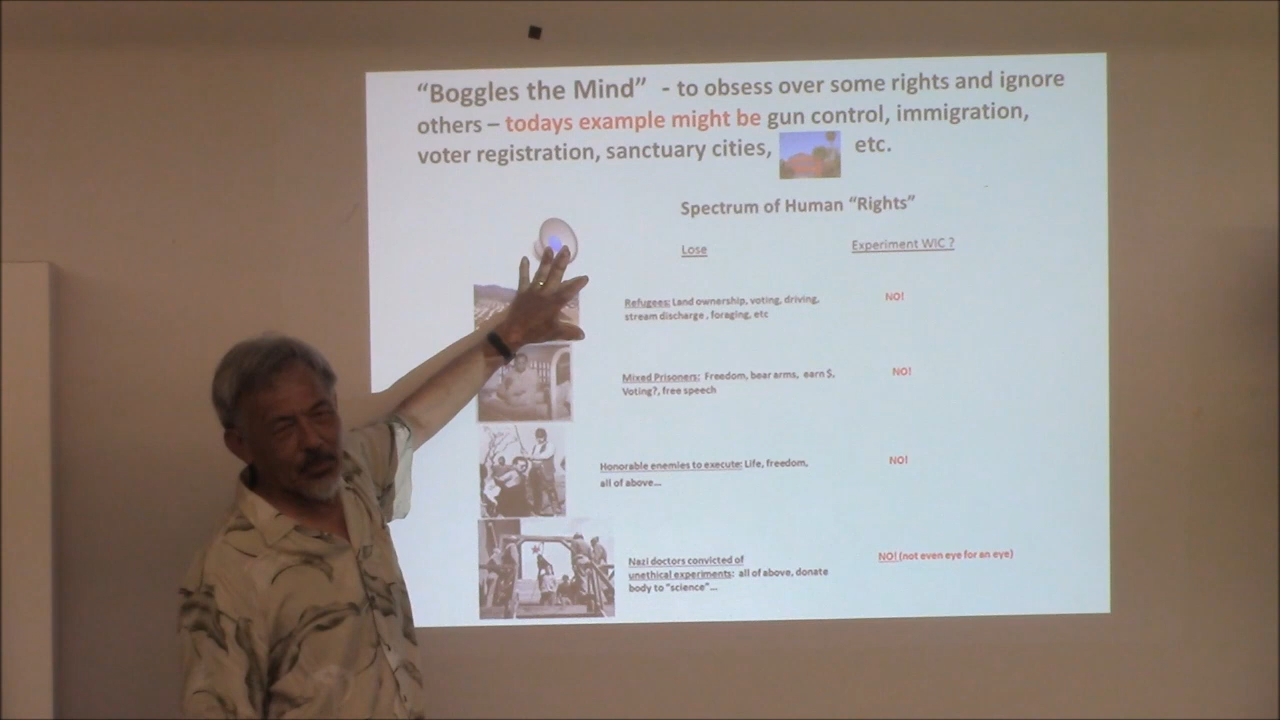 “Boggles the Mind” - to obsess over some rights and ignore
others – todays example might be gun control, immigration,
voter registration, sanctuary cities, etc.
Spectrum of Human “Rights”
Lose Experiment WIC ?
Refugees: Land ownership, voting, driving, NO!
stream discharge , foraging, etc
Mixed Prisoners: Freedom, bear arms, earn $, NO!
Voting?, free speech
Honorable enemies to execute: Life, freedom, NO!
all of above...
Nazi doctors convicted of NO! (not even eye for an eye)
unethical experiments: all of above, donate
body to “science”...